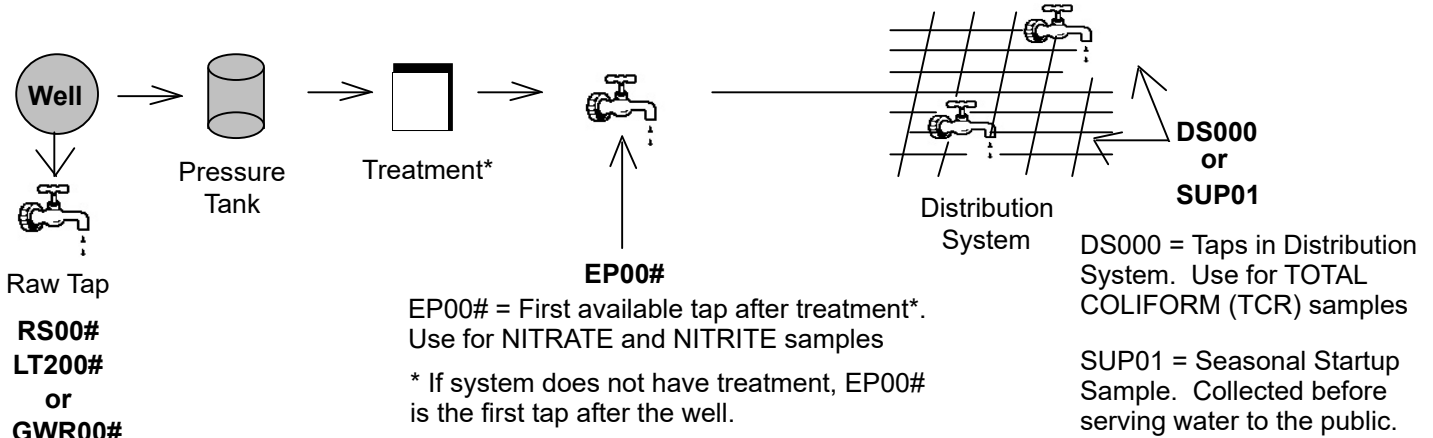 Well
Pressure
Tank
Treatment*
Raw Tap
RS00#
LT200#
or
GWR00#
EP00#
EP00# = First available tap after treatment*.
Use for NITRATE and NITRITE samples
* If system does not have treatment, EP00#
is the first tap after the well.
Distribution
System
DS000
or
SUP01
DS000 = Taps in Distribution
System. Use for TOTAL
COLIFORM (TCR) samples
SUP01 = Seasonal Startup
Sample. Collected before
serving water to the public.